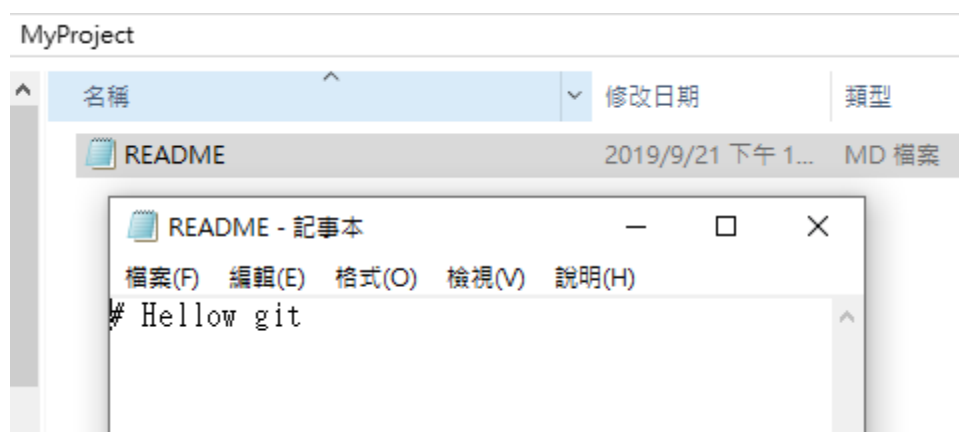 MyProject
名稱 修改日期 類型
README 2019/9/21 下午 1... MD 檔案
README - 記事本
檔案(F) 編輯(E) 格式(O) 檢視(V) 說明(H)
# Hellow git